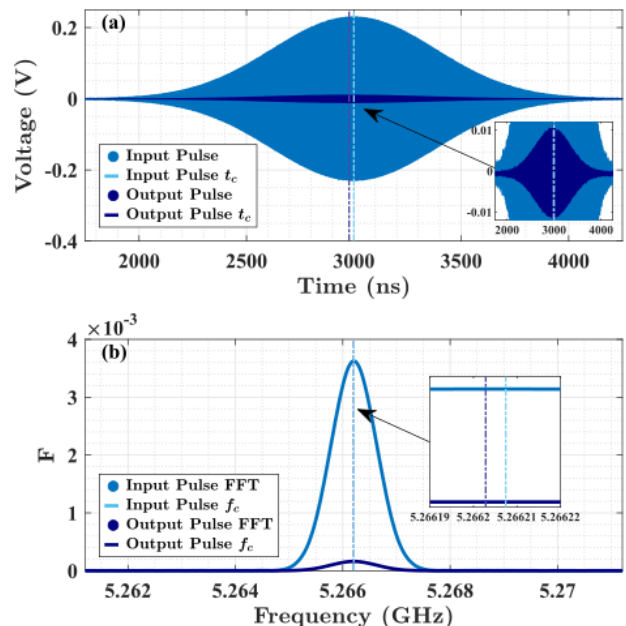 (a)
0.2
0
-0.2
-0.4
Voltage (V)
Input Pulse
Input Pulse t_c
Output Pulse
Output Pulse t_c
0.01
0
-0.01
2000 3000 4000
2000 2500 3000 3500 4000
Time (ns)
×10⁻³
(b)
4
3
2
1
0
F
Input Pulse FFT
Input Pulse f_c
Output Pulse FFT
Output Pulse f_c
5.26619 5.2662 5.26621 5.26622
5.262 5.264 5.266 5.268 5.27
Frequency (GHz)